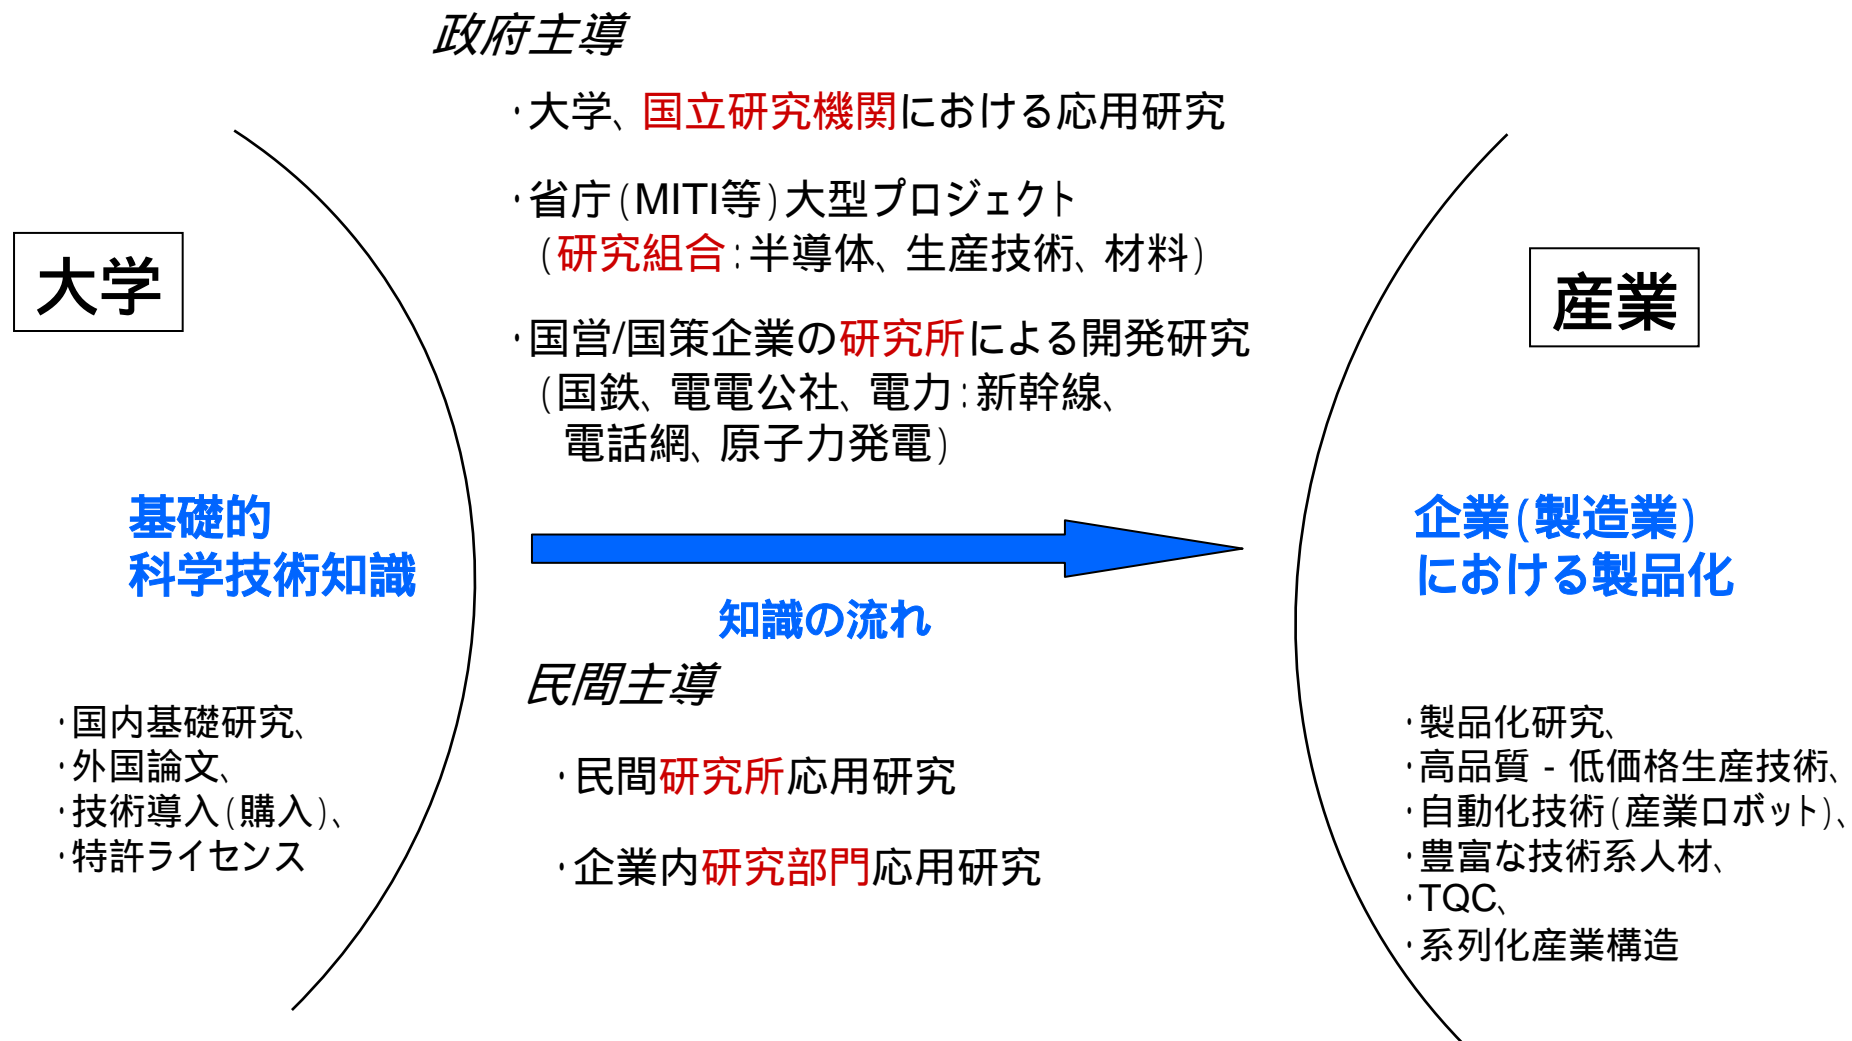 政府主導
・大学、国立研究機関における応用研究
・省庁(MITI等)大型プロジェクト
(研究組合:半導体、生産技術、材料)
・国営/国策企業の研究所による開発研究
(国鉄、電電公社、電力:新幹線、
電話網、原子力発電)
大学
基礎的
科学技術知識
・国内基礎研究、
・外国論文、
・技術導入(購入)、
・特許ライセンス
知識の流れ
民間主導
・民間研究所応用研究
・企業内研究部門応用研究
産業
企業(製造業)
における製品化
・製品化研究、
・高品質 - 低価格生産技術、
・自動化技術(産業ロボット)、
・豊富な技術系人材、
・TQC、
・系列化産業構造